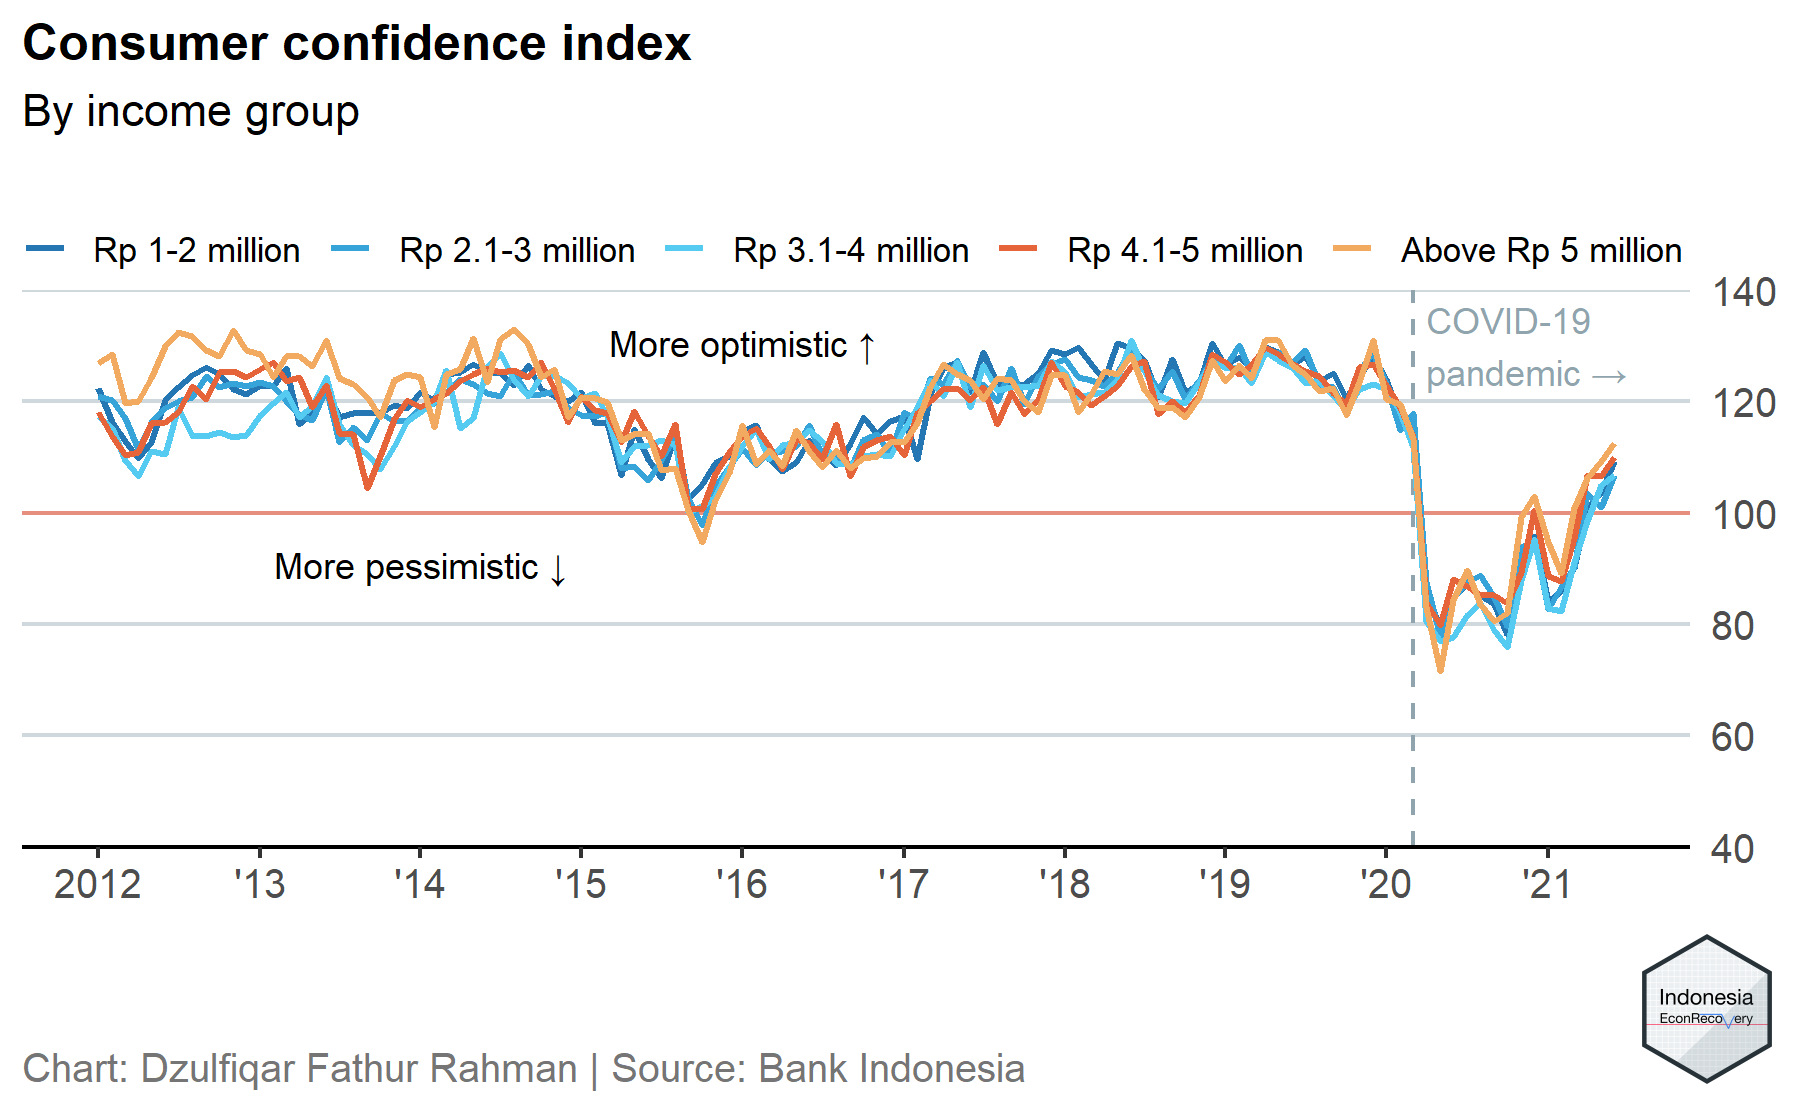 Consumer confidence index
By income group
Rp 1-2 million Rp 2.1-3 million Rp 3.1-4 million Rp 4.1-5 million Above Rp 5 million
140
COVID-19
More optimistic ↑
pandemic →
120
100
More pessimistic ↓
80
60
40
2012 '13 '14 '15 '16 '17 '18 '19 '20 '21
Indonesia
EconRecovery
Chart: Dzulfiqar Fathur Rahman | Source: Bank Indonesia